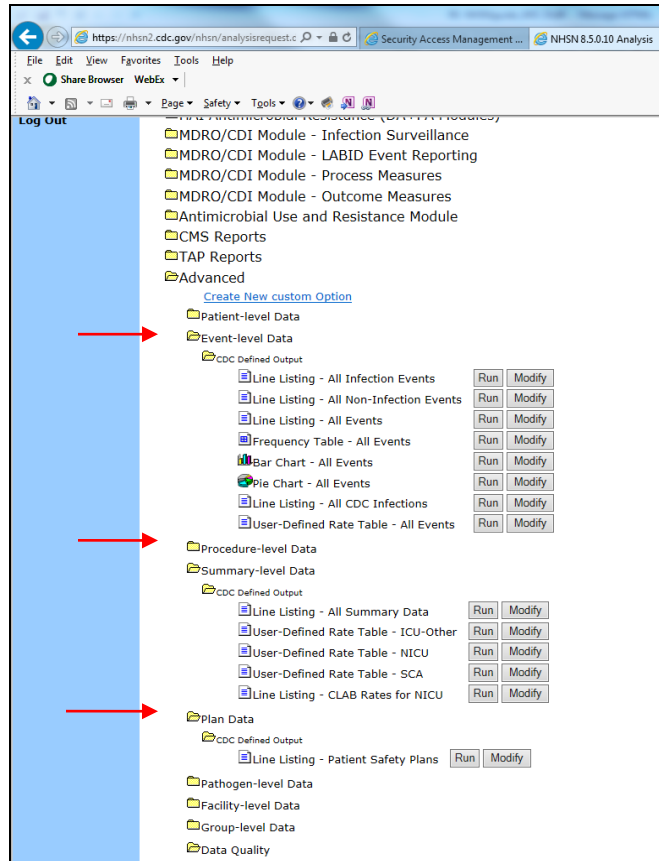 https://nhsn2.cdc.gov/nhsn/analysisrequest.c
Security Access Management ...
NHSN 8.5.0.10 Analysis
File Edit View Favorites Tools Help
x Share Browser WebEx
Page Safety Tools
Log Out
HAI Antimicrobial Resistance (DA+PA Modules)
MDRO/CDI Module - Infection Surveillance
MDRO/CDI Module - LABID Event Reporting
MDRO/CDI Module - Process Measures
MDRO/CDI Module - Outcome Measures
Antimicrobial Use and Resistance Module
CMS Reports
TAP Reports
Advanced
Create New custom Option
Patient-level Data
Event-level Data
CDC Defined Output
Line Listing - All Infection Events Run Modify
Line Listing - All Non-Infection Events Run Modify
Line Listing - All Events Run Modify
Frequency Table - All Events Run Modify
Bar Chart - All Events Run Modify
Pie Chart - All Events Run Modify
Line Listing - All CDC Infections Run Modify
User-Defined Rate Table - All Events Run Modify
Procedure-level Data
Summary-level Data
CDC Defined Output
Line Listing - All Summary Data Run Modify
User-Defined Rate Table - ICU-Other Run Modify
User-Defined Rate Table - NICU Run Modify
User-Defined Rate Table - SCA Run Modify
Line Listing - CLAB Rates for NICU Run Modify
Plan Data
CDC Defined Output
Line Listing - Patient Safety Plans Run Modify
Pathogen-level Data
Facility-level Data
Group-level Data
Data Quality